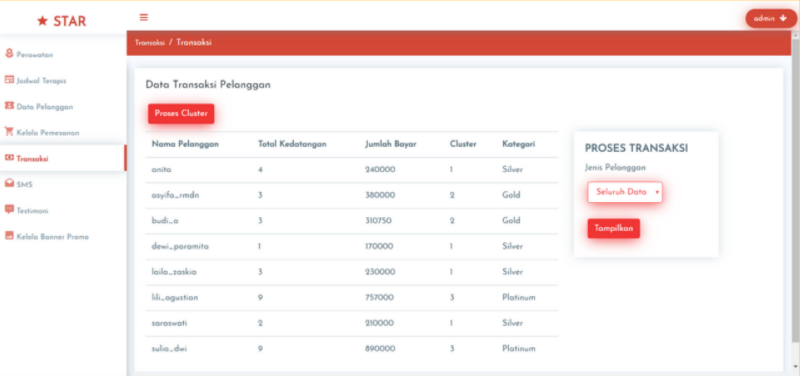 ★ STAR
admin
Perawatan
Jadwal Terapis
Data Pelanggan
Kelola Pemesanan
Transaksi
SMS
Testimoni
Kelola Banner Promo
Transaksi / Transaksi
Data Transaksi Pelanggan
Proses Cluster
Nama Pelanggan Total Kedatangan Jumlah Bayar Cluster Kategori
anita 4 240000 1 Silver
asyifa_rmdn 3 380000 2 Gold
budi_a 3 310750 2 Gold
dewi_paramita 1 170000 1 Silver
laila_zaskia 3 230000 1 Silver
lili_agustian 9 757000 3 Platinum
saraswati 2 210000 1 Silver
sulia_dwi 9 890000 3 Platinum
PROSES TRANSAKSI
Jenis Pelanggan
Seluruh Data
Tampilkan